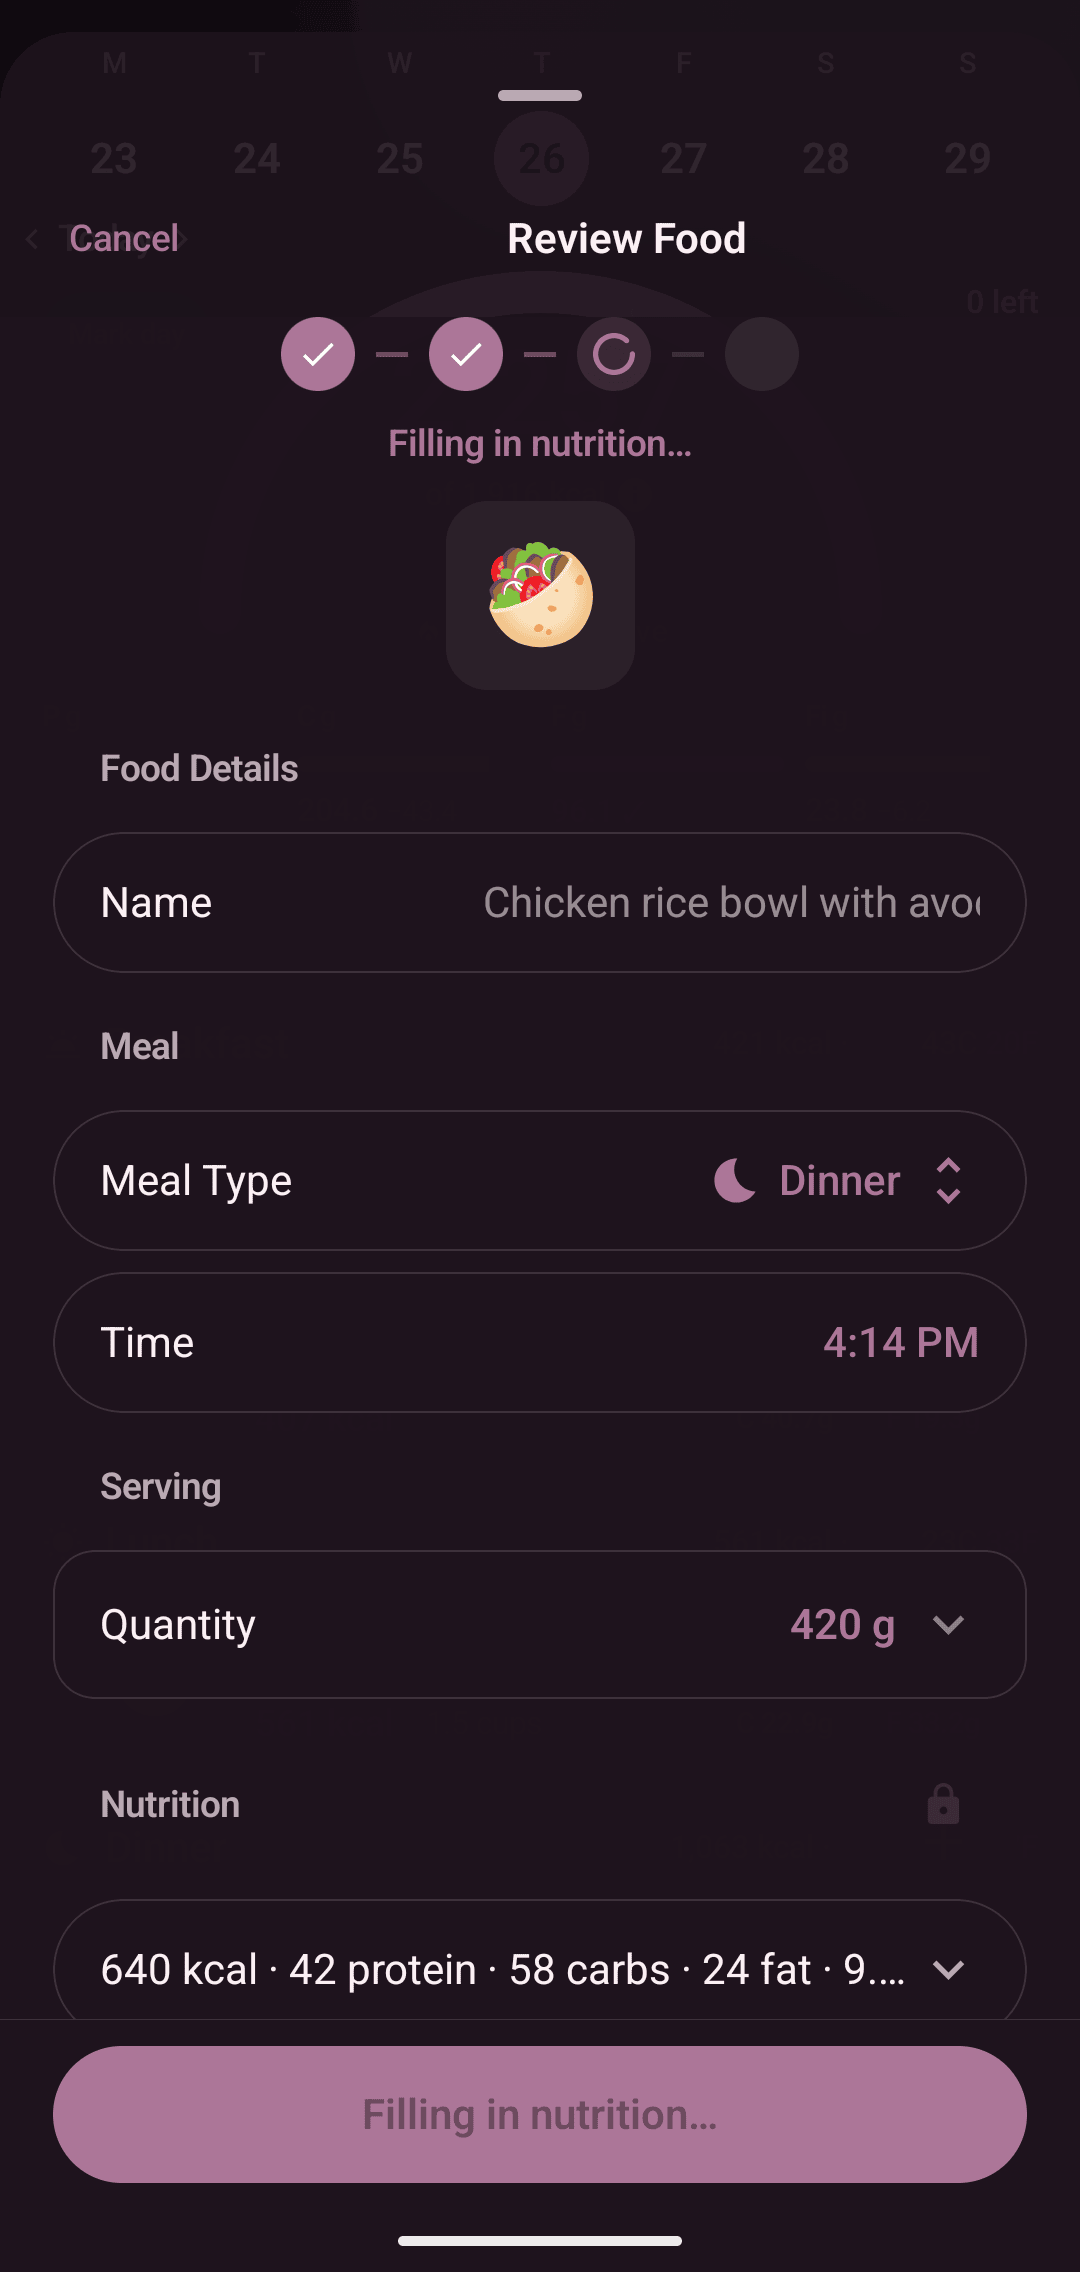 M T W T F S S
23 24 25 26 27 28 29
Cancel
Review Food
0 left
Filling in nutrition...
Food Details
Name Chicken rice bowl with avo
Meal
Meal Type Dinner
Time 4:14 PM
Serving
Quantity 420 g
Nutrition
640 kcal · 42 protein · 58 carbs · 24 fat · 9....
Filling in nutrition...